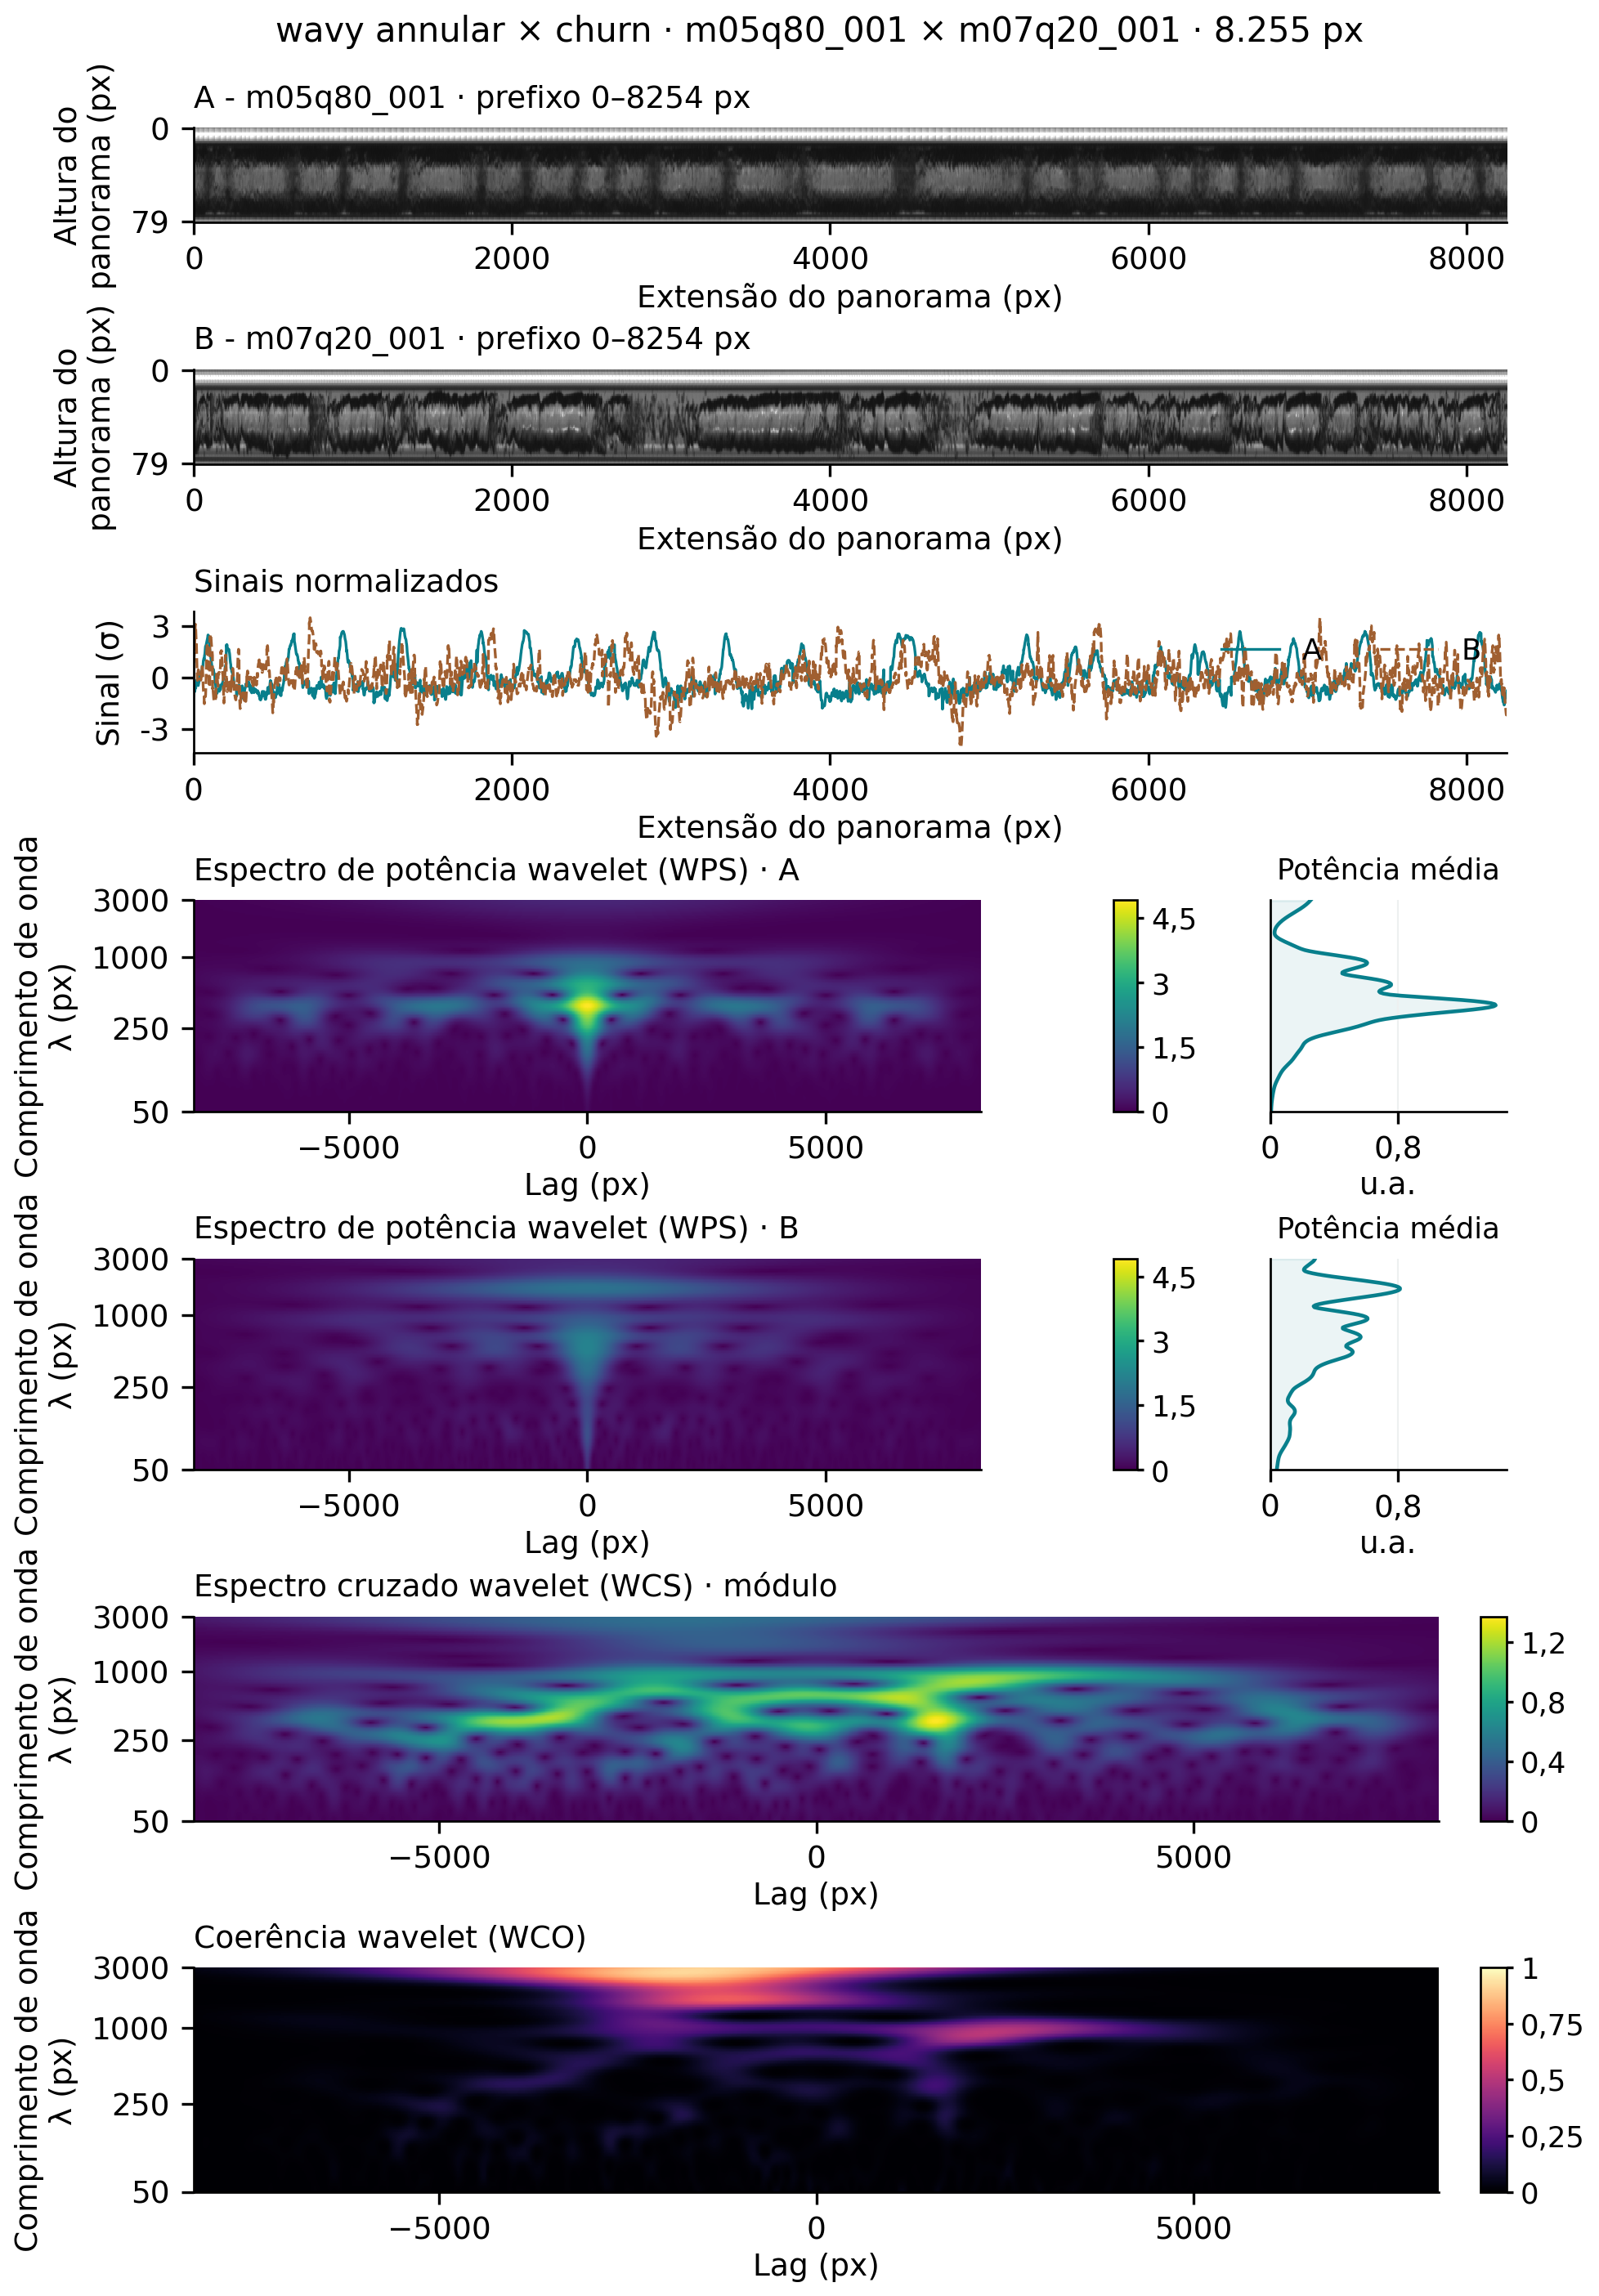 wavy annular × churn · m05q80_001 × m07q20_001 · 8.255 px
A - m05q80_001 · prefixo 0–8254 px
Altura do
panorama (px)
0
79
0 2000 4000 6000 8000
Extensão do panorama (px)
B - m07q20_001 · prefixo 0–8254 px
Altura do
panorama (px)
0
79
0 2000 4000 6000 8000
Extensão do panorama (px)
Sinais normalizados
Sinal (σ)
3
0
-3
A B
0 2000 4000 6000 8000
Extensão do panorama (px)
Espectro de potência wavelet (WPS) · A
Comprimento de onda
λ (px)
3000
1000
250
50
−5000 0 5000
Lag (px)
4,5
3
1,5
0
Potência média
0 0,8
u.a.
Espectro de potência wavelet (WPS) · B
Comprimento de onda
λ (px)
3000
1000
250
50
−5000 0 5000
Lag (px)
4,5
3
1,5
0
Potência média
0 0,8
u.a.
Espectro cruzado wavelet (WCS) · módulo
Comprimento de onda
λ (px)
3000
1000
250
50
−5000 0 5000
Lag (px)
1,2
0,8
0,4
0
Coerência wavelet (WCO)
Comprimento de onda
λ (px)
3000
1000
250
50
−5000 0 5000
Lag (px)
1
0,75
0,5
0,25
0